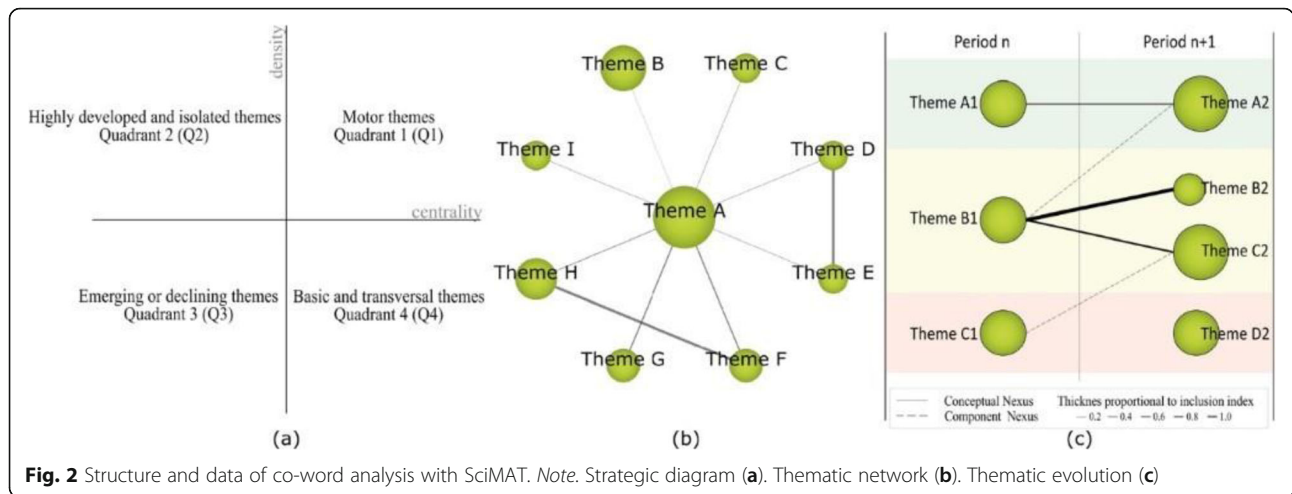 density
Highly developed and isolated themes
Quadrant 2 (Q2)
Motor themes
Quadrant 1 (Q1)
centrality
Emerging or declining themes
Quadrant 3 (Q3)
Basic and transversal themes
Quadrant 4 (Q4)
(a)
Theme B
Theme C
Theme I
Theme D
Theme A
Theme H
Theme E
Theme G
Theme F
(b)
Period n
Period n+1
Theme A1
Theme A2
Theme B1
Theme B2
Theme C2
Theme C1
Theme D2
Conceptual Nexus
Component Nexus
Thicknes proportional to inclusion index
0.2 0.4 0.6 0.8 1.0
(c)
Fig. 2 Structure and data of co-word analysis with SciMAT. Note. Strategic diagram (a). Thematic network (b). Thematic evolution (c)